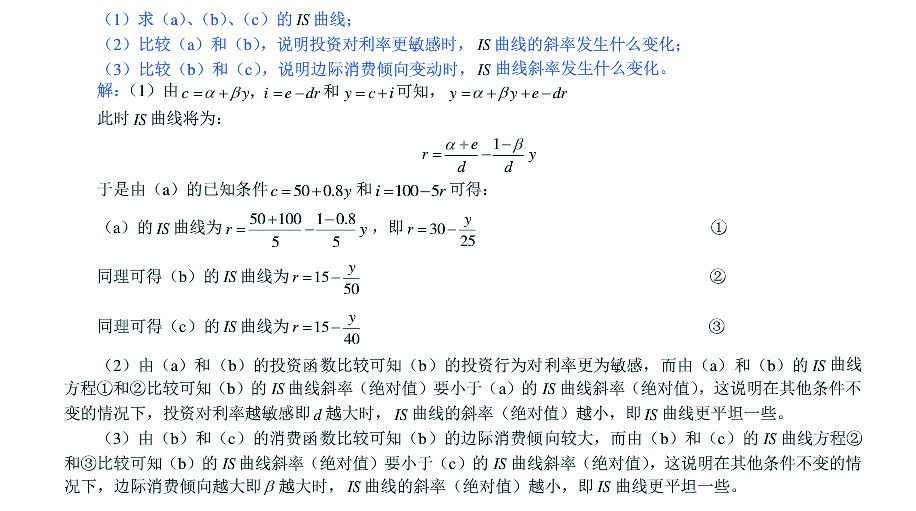 （1）求（a）、（b）、（c）的 IS 曲线；
（2）比较（a）和（b），说明投资对利率更敏感时， IS 曲线的斜率发生什么变化；
（3）比较（b）和（c），说明边际消费倾向变动时， IS 曲线斜率发生什么变化。
解：（1）由 c=α+βy，i=e−dr 和 y=c+i 可知， y=α+βy+e−dr
此时 IS 曲线将为：
r=(α+e)/d−(1−β)/d y
于是由（a）的已知条件 c=50+0.8y 和 i=100−5r 可得：
（a）的 IS 曲线为 r=(50+100)/5−(1−0.8)/5 y ，即 r=30−y/25 ①
同理可得（b）的 IS 曲线为 r=15−y/50 ②
同理可得（c）的 IS 曲线为 r=15−y/40 ③
（2）由（a）和（b）的投资函数比较可知（b）的投资行为对利率更为敏感，而由（a）和（b）的 IS 曲线
方程①和②比较可知（b）的 IS 曲线斜率（绝对值）要小于（a）的 IS 曲线斜率（绝对值），这说明在其他条件不
变的情况下，投资对利率越敏感即 d 越大时， IS 曲线的斜率（绝对值）越小，即 IS 曲线更平坦一些。
（3）由（b）和（c）的消费函数比较可知（b）的边际消费倾向较大，而由（b）和（c）的 IS 曲线方程②
和③比较可知（b）的 IS 曲线斜率（绝对值）要小于（c）的 IS 曲线斜率（绝对值），这说明在其他条件不变的情
况下，边际消费倾向越大即 β 越大时， IS 曲线的斜率（绝对值）越小，即 IS 曲线更平坦一些。